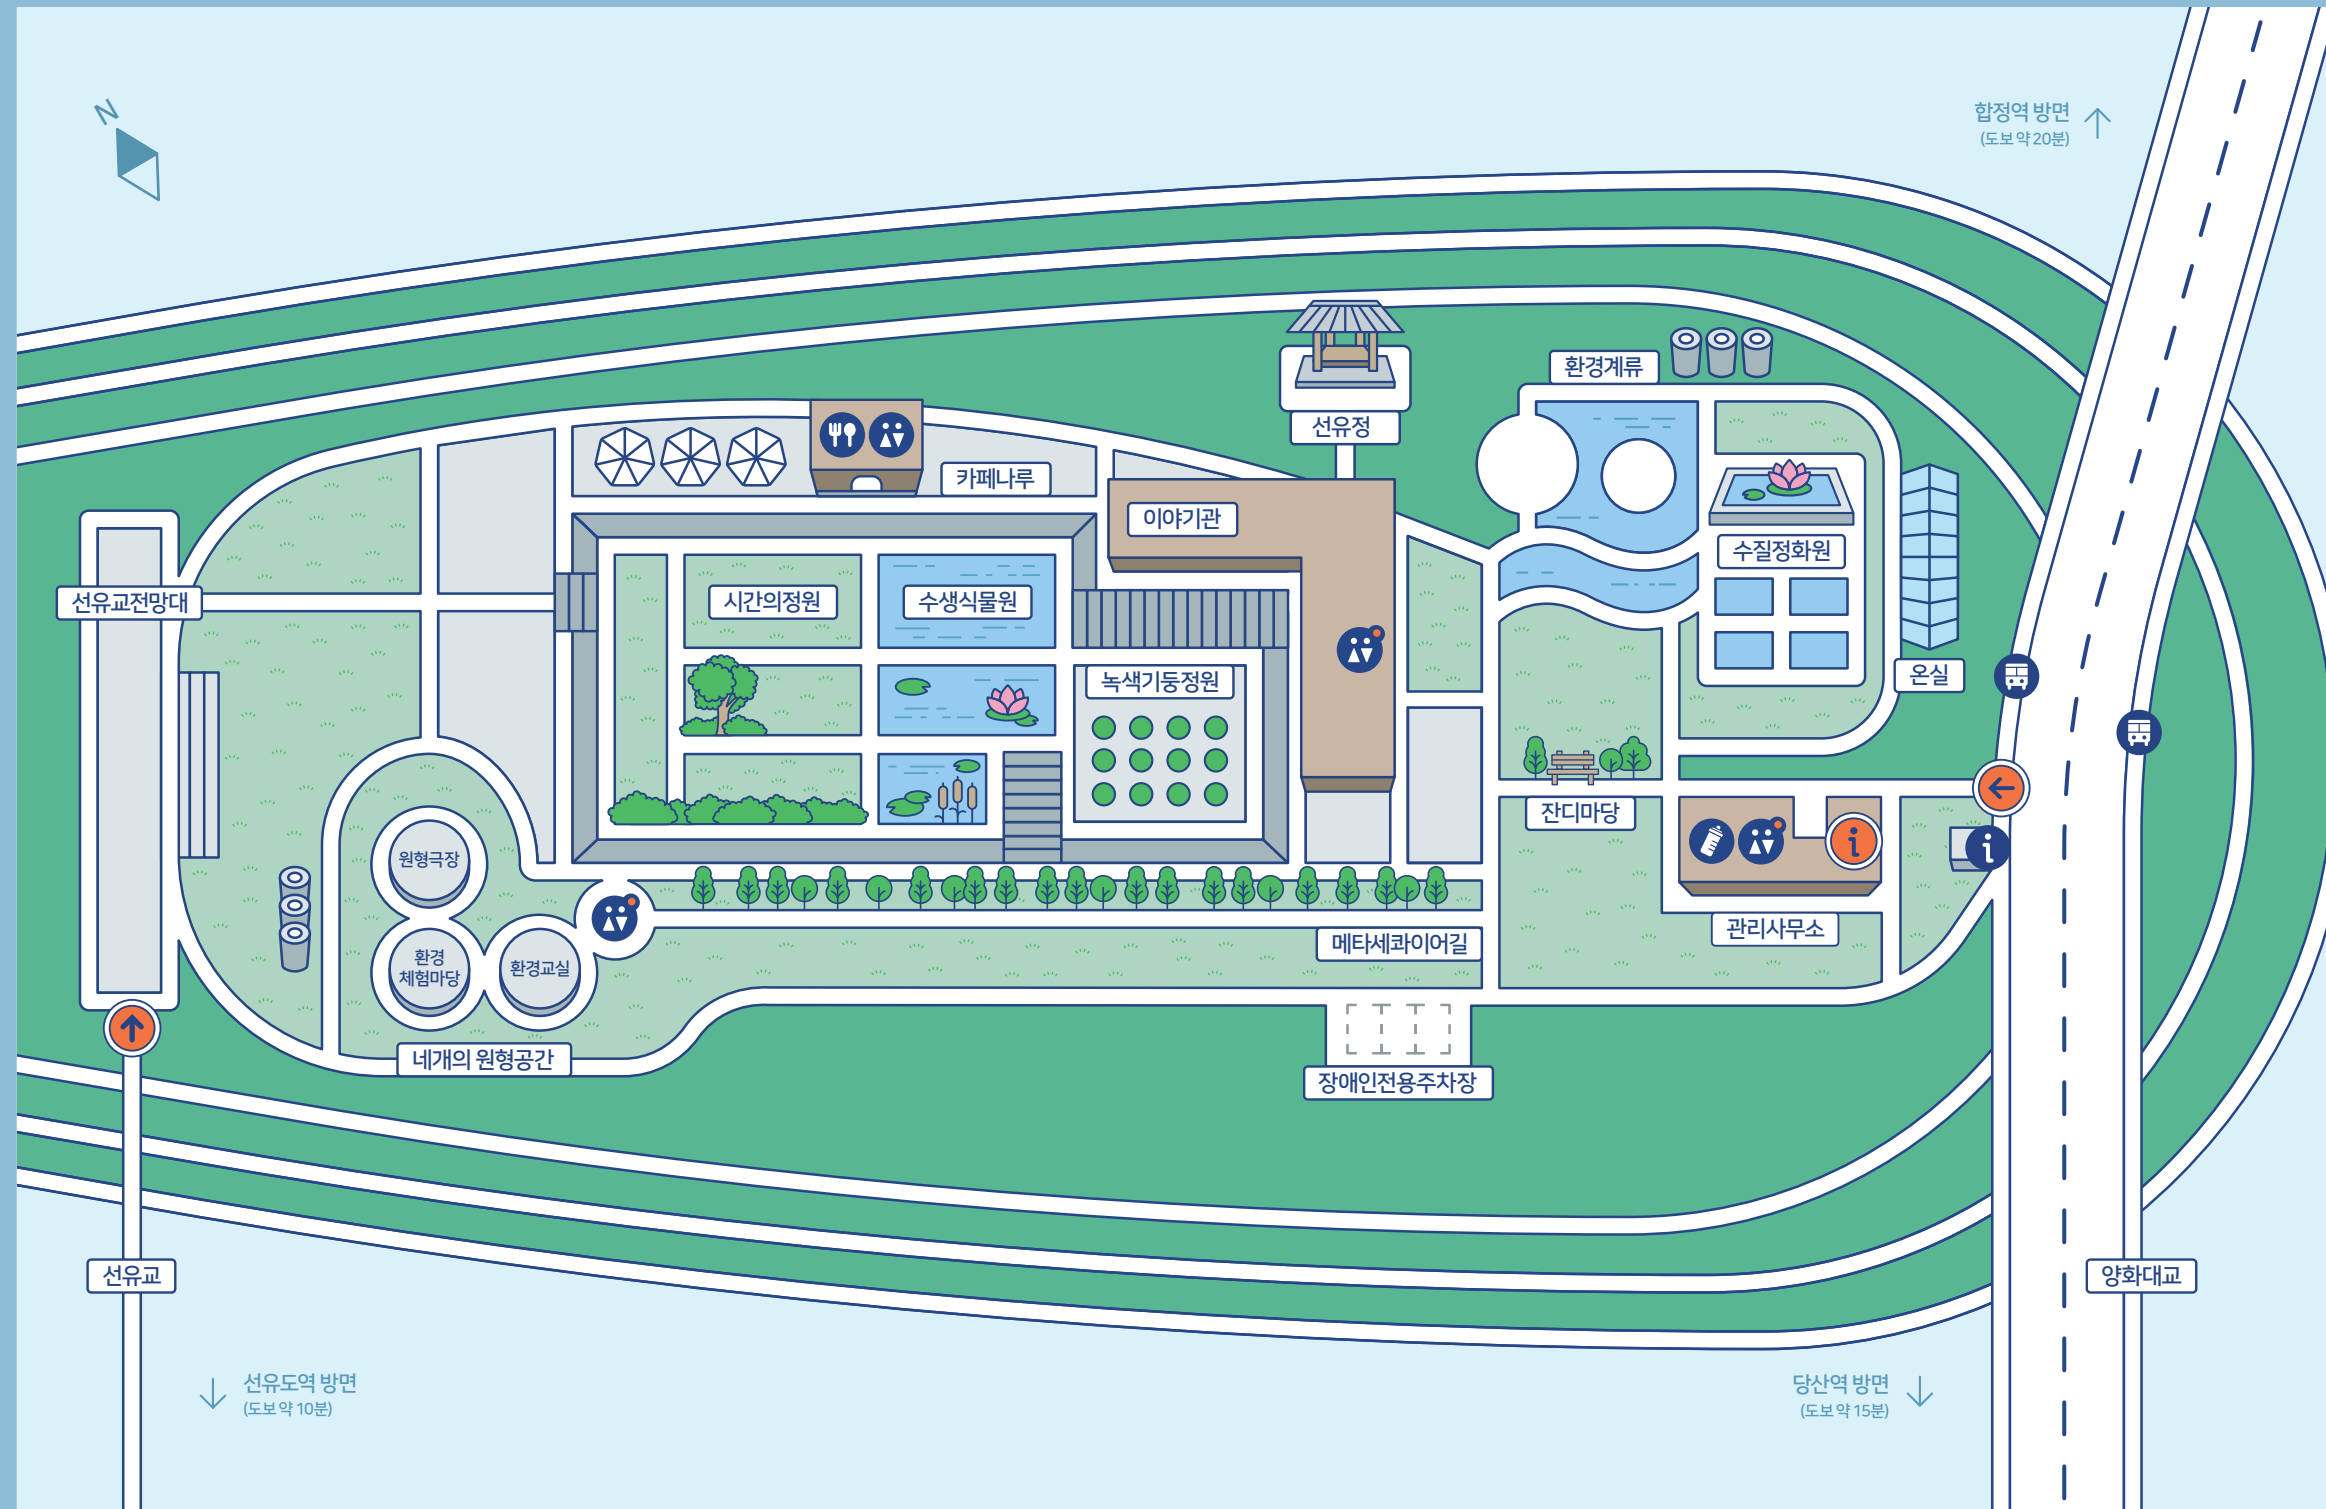 N
합정역 방면
(도보 약 20분)
환경계류
선유정
카페나루
이야기관
수질정화원
선유교전망대
시간의정원
수생식물원
녹색기둥정원
온실
잔디마당
원형극장
관리사무소
메타세콰이어길
환경
체험마당
환경교실
네개의 원형공간
장애인전용주차장
선유교
양화대교
선유도역 방면
(도보 약 10분)
당산역 방면
(도보 약 15분)